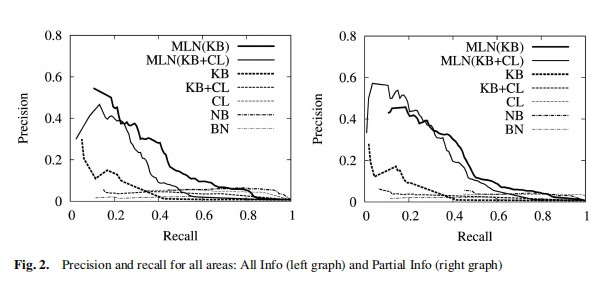 0.8
0.6
0.4
0.2
0
Precision
MLN(KB)
MLN(KB+CL)
KB
KB+CL
CL
NB
BN
0 0.2 0.4 0.6 0.8 1
Recall
0.8
0.6
0.4
0.2
0
Precision
MLN(KB)
MLN(KB+CL)
KB
KB+CL
CL
NB
BN
0 0.2 0.4 0.6 0.8 1
Recall
Fig. 2. Precision and recall for all areas: All Info (left graph) and Partial Info (right graph)